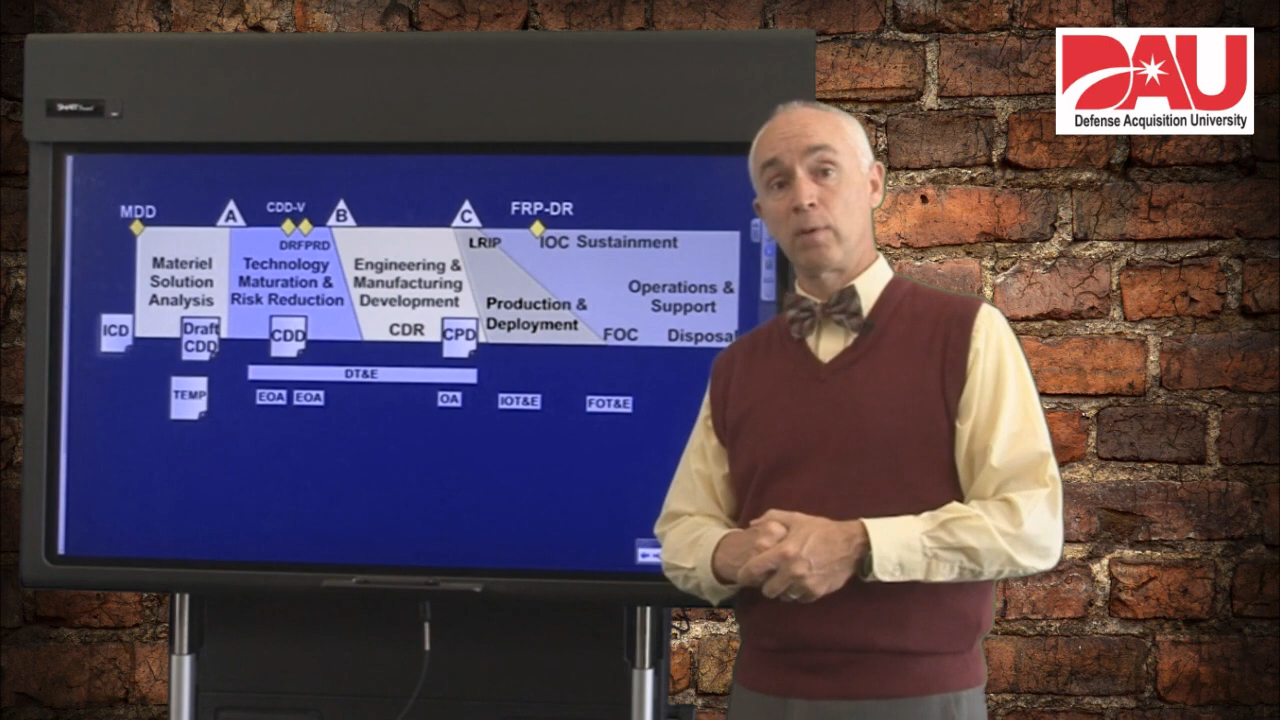 DAU
Defense Acquisition University
SMART Board
MDD
A
CDD-V
B
C
FRP-DR
DRFPRD
LRIP
IOC Sustainment
Materiel
Solution
Analysis
Technology
Maturation &
Risk Reduction
Engineering &
Manufacturing
Development
CDR
Production &
Deployment
Operations &
Support
FOC
Disposal
ICD
Draft
CDD
CDD
CPD
DT&E
TEMP
EOA
EOA
OA
IOT&E
FOT&E